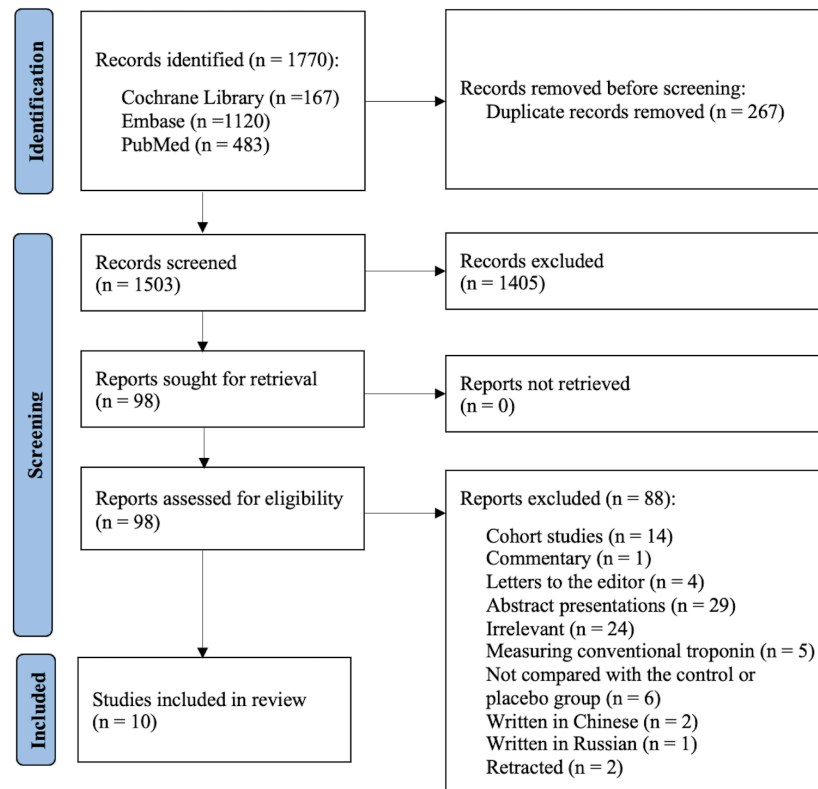 Identification
Records identified (n = 1770):
Cochrane Library (n =167)
Embase (n =1120)
PubMed (n = 483)
Records removed before screening:
Duplicate records removed (n = 267)
Screening
Records screened
(n = 1503)
Records excluded
(n = 1405)
Reports sought for retrieval
(n = 98)
Reports not retrieved
(n = 0)
Reports assessed for eligibility
(n = 98)
Reports excluded (n = 88):
Cohort studies (n = 14)
Commentary (n = 1)
Letters to the editor (n = 4)
Abstract presentations (n = 29)
Irrelevant (n = 24)
Measuring conventional troponin (n = 5)
Not compared with the control or
placebo group (n = 6)
Written in Chinese (n = 2)
Written in Russian (n = 1)
Retracted (n = 2)
Included
Studies included in review
(n = 10)